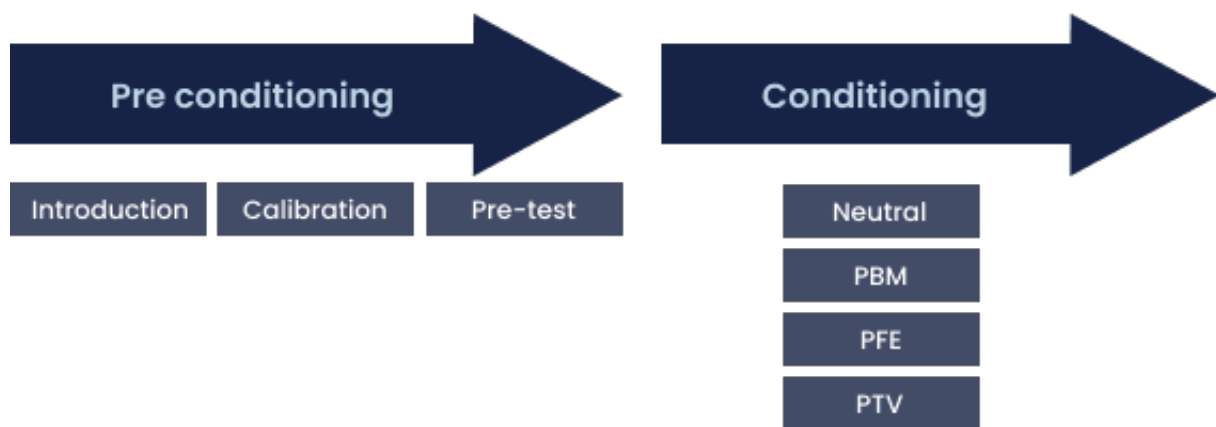 Pre conditioning
Conditioning
Introduction
Calibration
Pre-test
Neutral
PBM
PFE
PTV